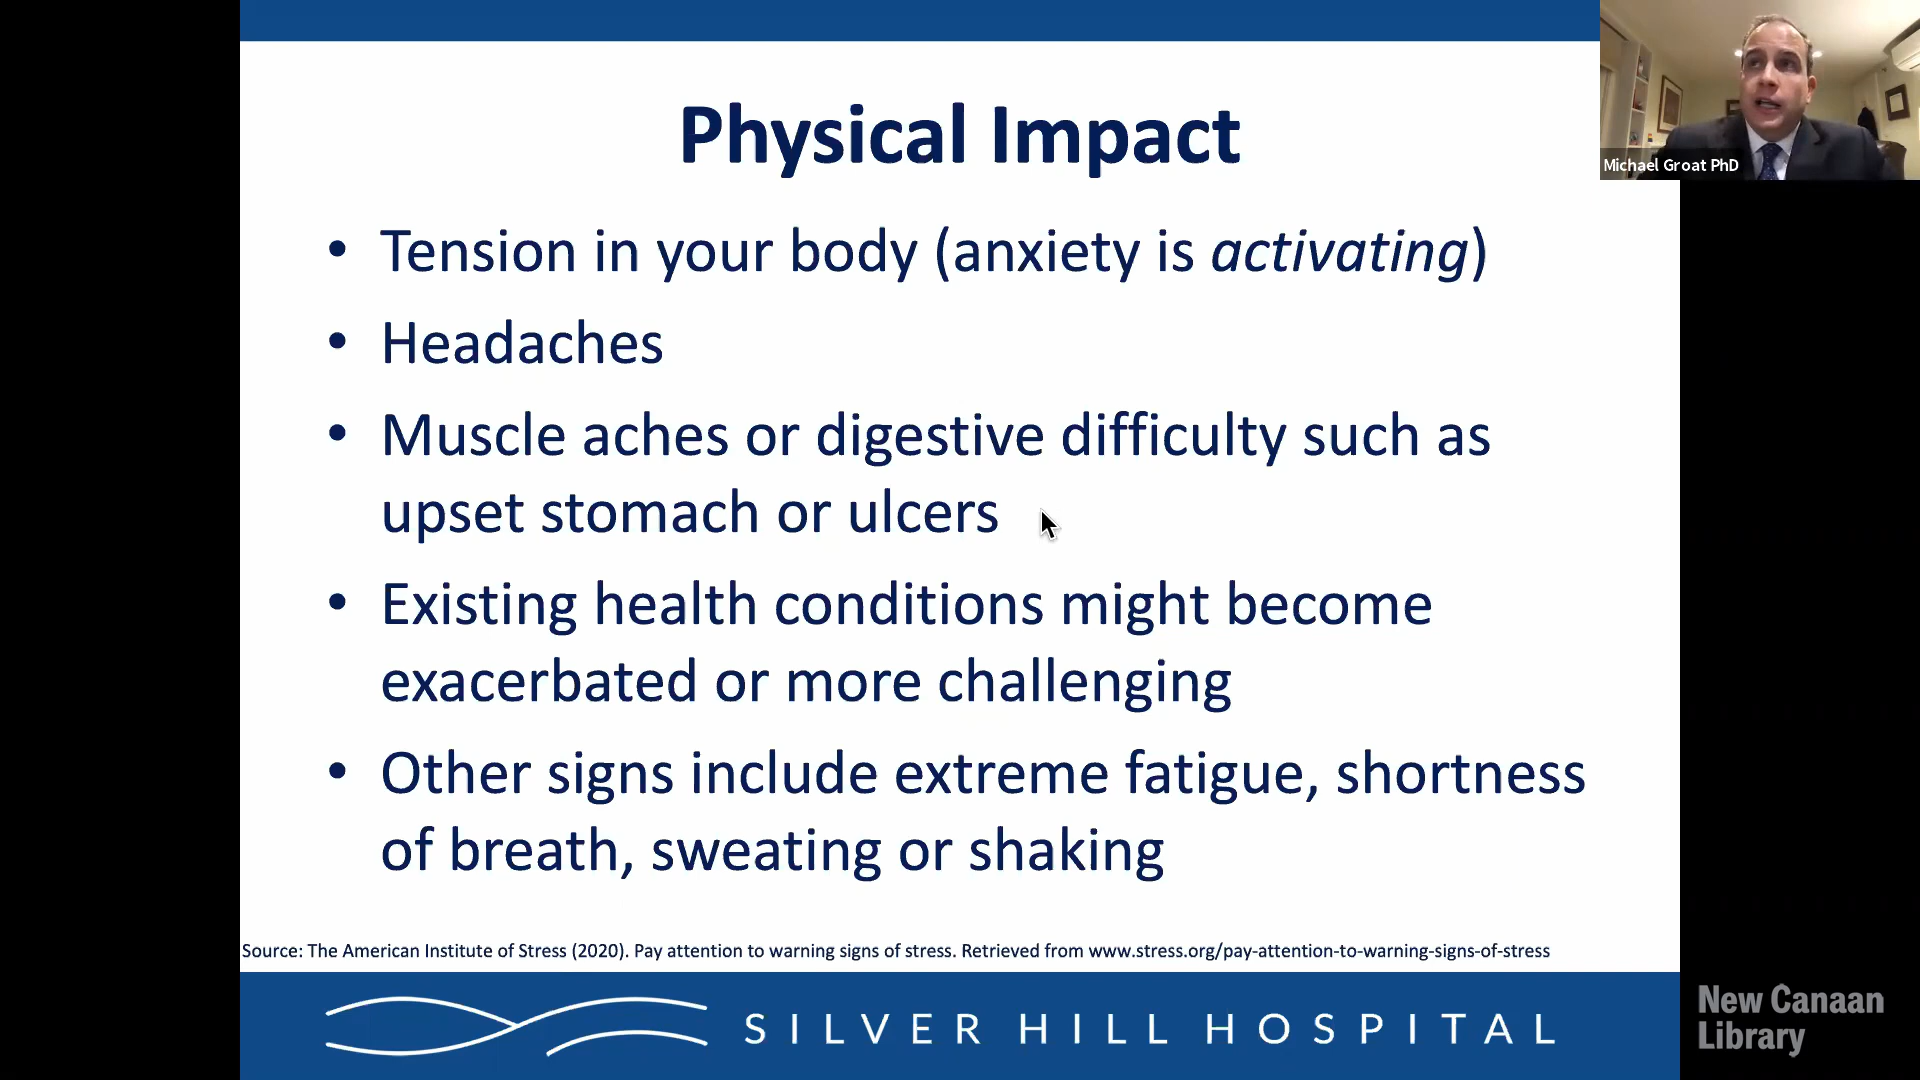 Physical Impact
• Tension in your body (anxiety is activating)
• Headaches
• Muscle aches or digestive difficulty such as
upset stomach or ulcers
• Existing health conditions might become
exacerbated or more challenging
• Other signs include extreme fatigue, shortness
of breath, sweating or shaking
Source: The American Institute of Stress (2020). Pay attention to warning signs of stress. Retrieved from www.stress.org/pay-attention-to-warning-signs-of-stress
SILVER HILL HOSPITAL
Michael Groat PhD
New Canaan
Library